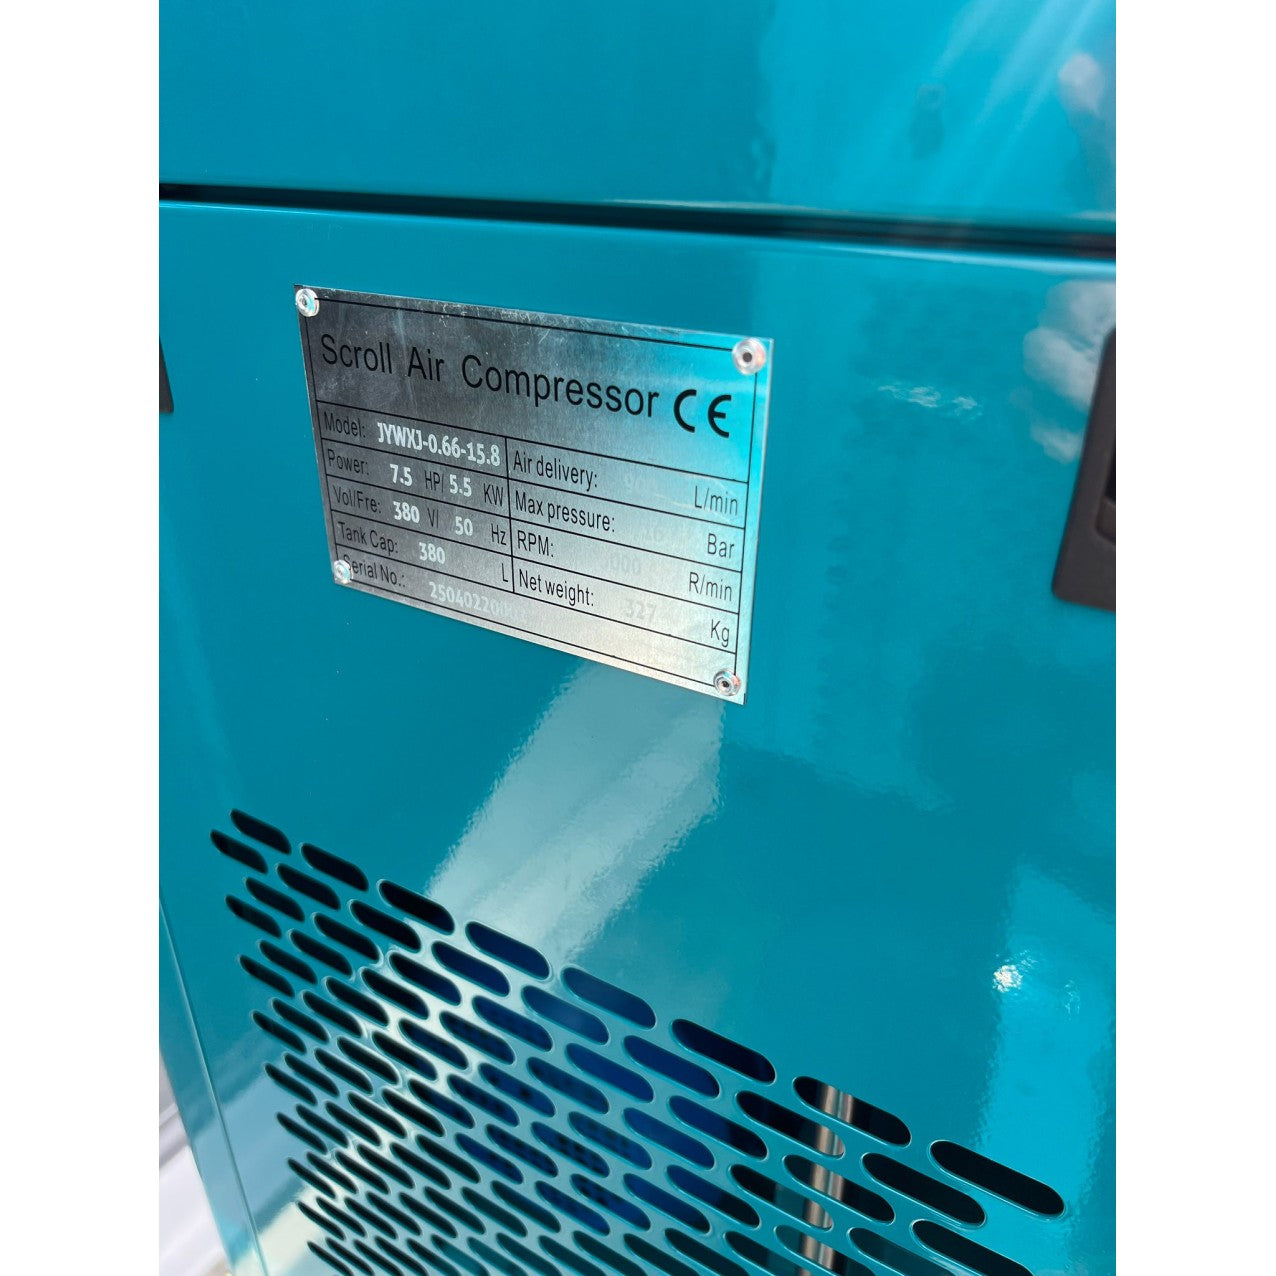 Scroll Air Compressor CE
Model: JYWXJ-0.66-15.8 Air delivery: L/min
Power: 7.5 HP/ 5.5 KW Max pressure: Bar
Vol/Fre: 380 V/ 50 Hz RPM: R/min
Tank Cap: 380 L Net weight: 327 Kg
Serial No.: